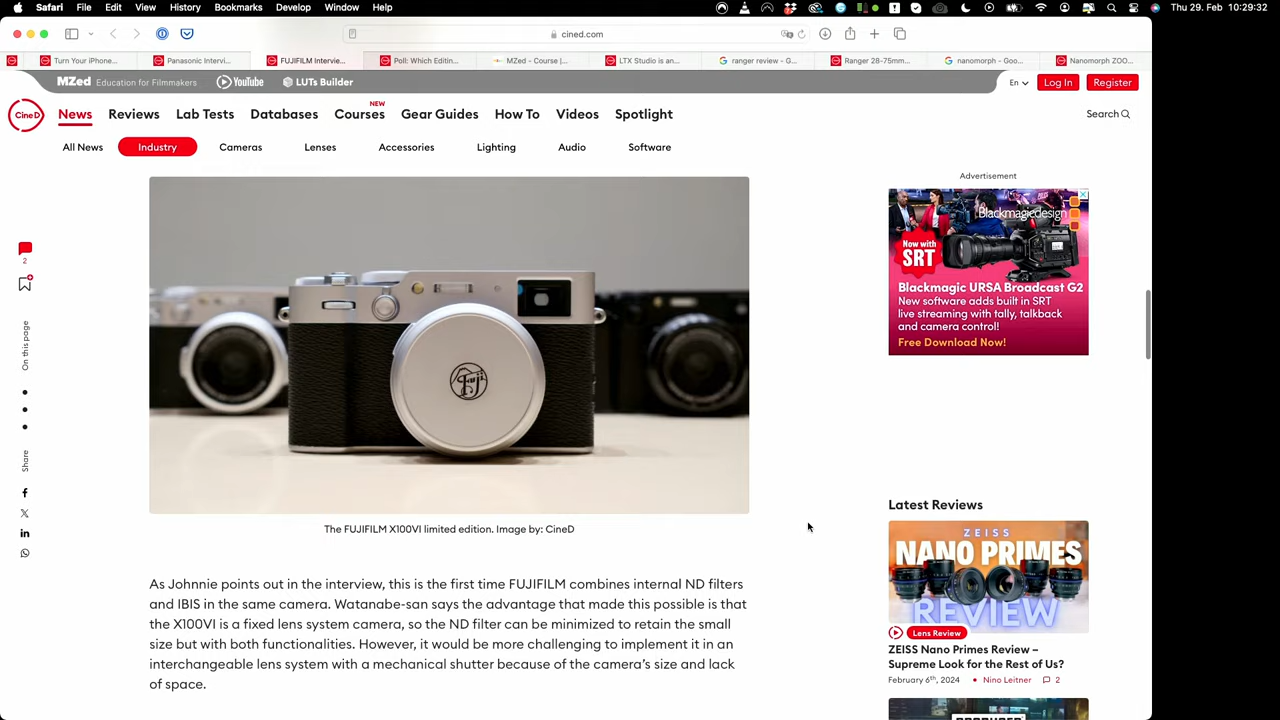 Safari File Edit View History Bookmarks Develop Window Help Thu 29. Feb 10:29:32
cined.com
Turn Your iPhone... Panasonic Intervi... FUJIFILM Intervie... Poll: Which Editin... MZed - Course |... LTX Studio is an... ranger review - G... Ranger 28-75mm... nanomorph - Goo... Nanomorph ZOO...
MZed Education for Filmmakers YouTube LUTs Builder En Log In Register
CineD News Reviews Lab Tests Databases Courses NEW Gear Guides How To Videos Spotlight Search
All News Industry Cameras Lenses Accessories Lighting Audio Software
2
On this page
Share
Fuji
The FUJIFILM X100VI limited edition. Image by: CineD
As Johnnie points out in the interview, this is the first time FUJIFILM combines internal ND filters
and IBIS in the same camera. Watanabe-san says the advantage that made this possible is that
the X100VI is a fixed lens system camera, so the ND filter can be minimized to retain the small
size but with both functionalities. However, it would be more challenging to implement it in an
interchangeable lens system with a mechanical shutter because of the camera's size and lack
of space.
Advertisement
Blackmagicdesign
Now with
SRT
Blackmagic URSA Broadcast G2
New software adds built in SRT
live streaming with tally, talkback
and camera control!
Free Download Now!
Latest Reviews
ZEISS
NANO PRIMES
REVIEW
Lens Review
ZEISS Nano Primes Review –
Supreme Look for the Rest of Us?
February 6th, 2024 • Nino Leitner 2